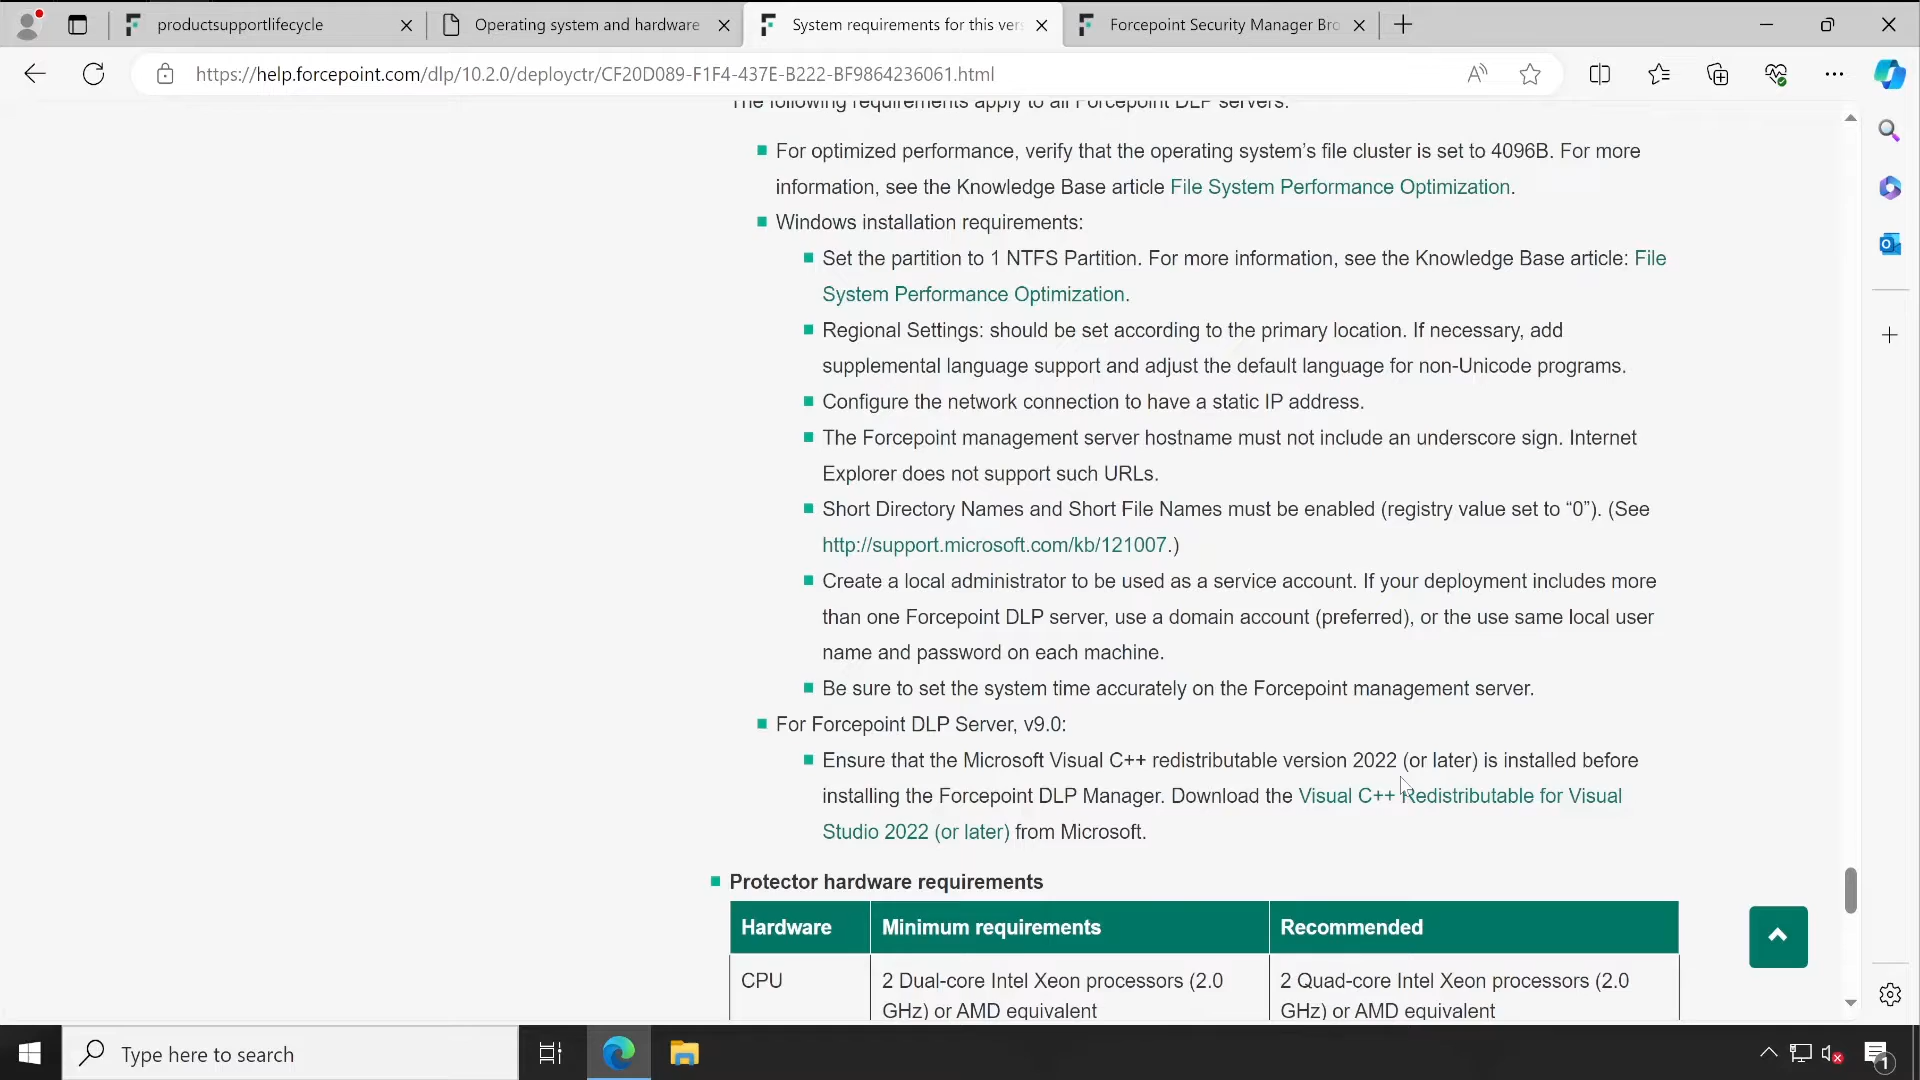 productsupportlifecycle
Operating system and hardware
System requirements for this ver
Forcepoint Security Manager Bro
https://help.forcepoint.com/dlp/10.2.0/deployctr/CF20D089-F1F4-437E-B222-BF9864236061.html
The following requirements apply to all Forcepoint DLP servers.
For optimized performance, verify that the operating system’s file cluster is set to 4096B. For more
information, see the Knowledge Base article File System Performance Optimization.
Windows installation requirements:
Set the partition to 1 NTFS Partition. For more information, see the Knowledge Base article: File
System Performance Optimization.
Regional Settings: should be set according to the primary location. If necessary, add
supplemental language support and adjust the default language for non-Unicode programs.
Configure the network connection to have a static IP address.
The Forcepoint management server hostname must not include an underscore sign. Internet
Explorer does not support such URLs.
Short Directory Names and Short File Names must be enabled (registry value set to “0”). (See
http://support.microsoft.com/kb/121007.)
Create a local administrator to be used as a service account. If your deployment includes more
than one Forcepoint DLP server, use a domain account (preferred), or the use same local user
name and password on each machine.
Be sure to set the system time accurately on the Forcepoint management server.
For Forcepoint DLP Server, v9.0:
Ensure that the Microsoft Visual C++ redistributable version 2022 (or later) is installed before
installing the Forcepoint DLP Manager. Download the Visual C++ Redistributable for Visual
Studio 2022 (or later) from Microsoft.
Protector hardware requirements
Hardware Minimum requirements Recommended
CPU 2 Dual-core Intel Xeon processors (2.0 2 Quad-core Intel Xeon processors (2.0
GHz) or AMD equivalent GHz) or AMD equivalent
Type here to search
1